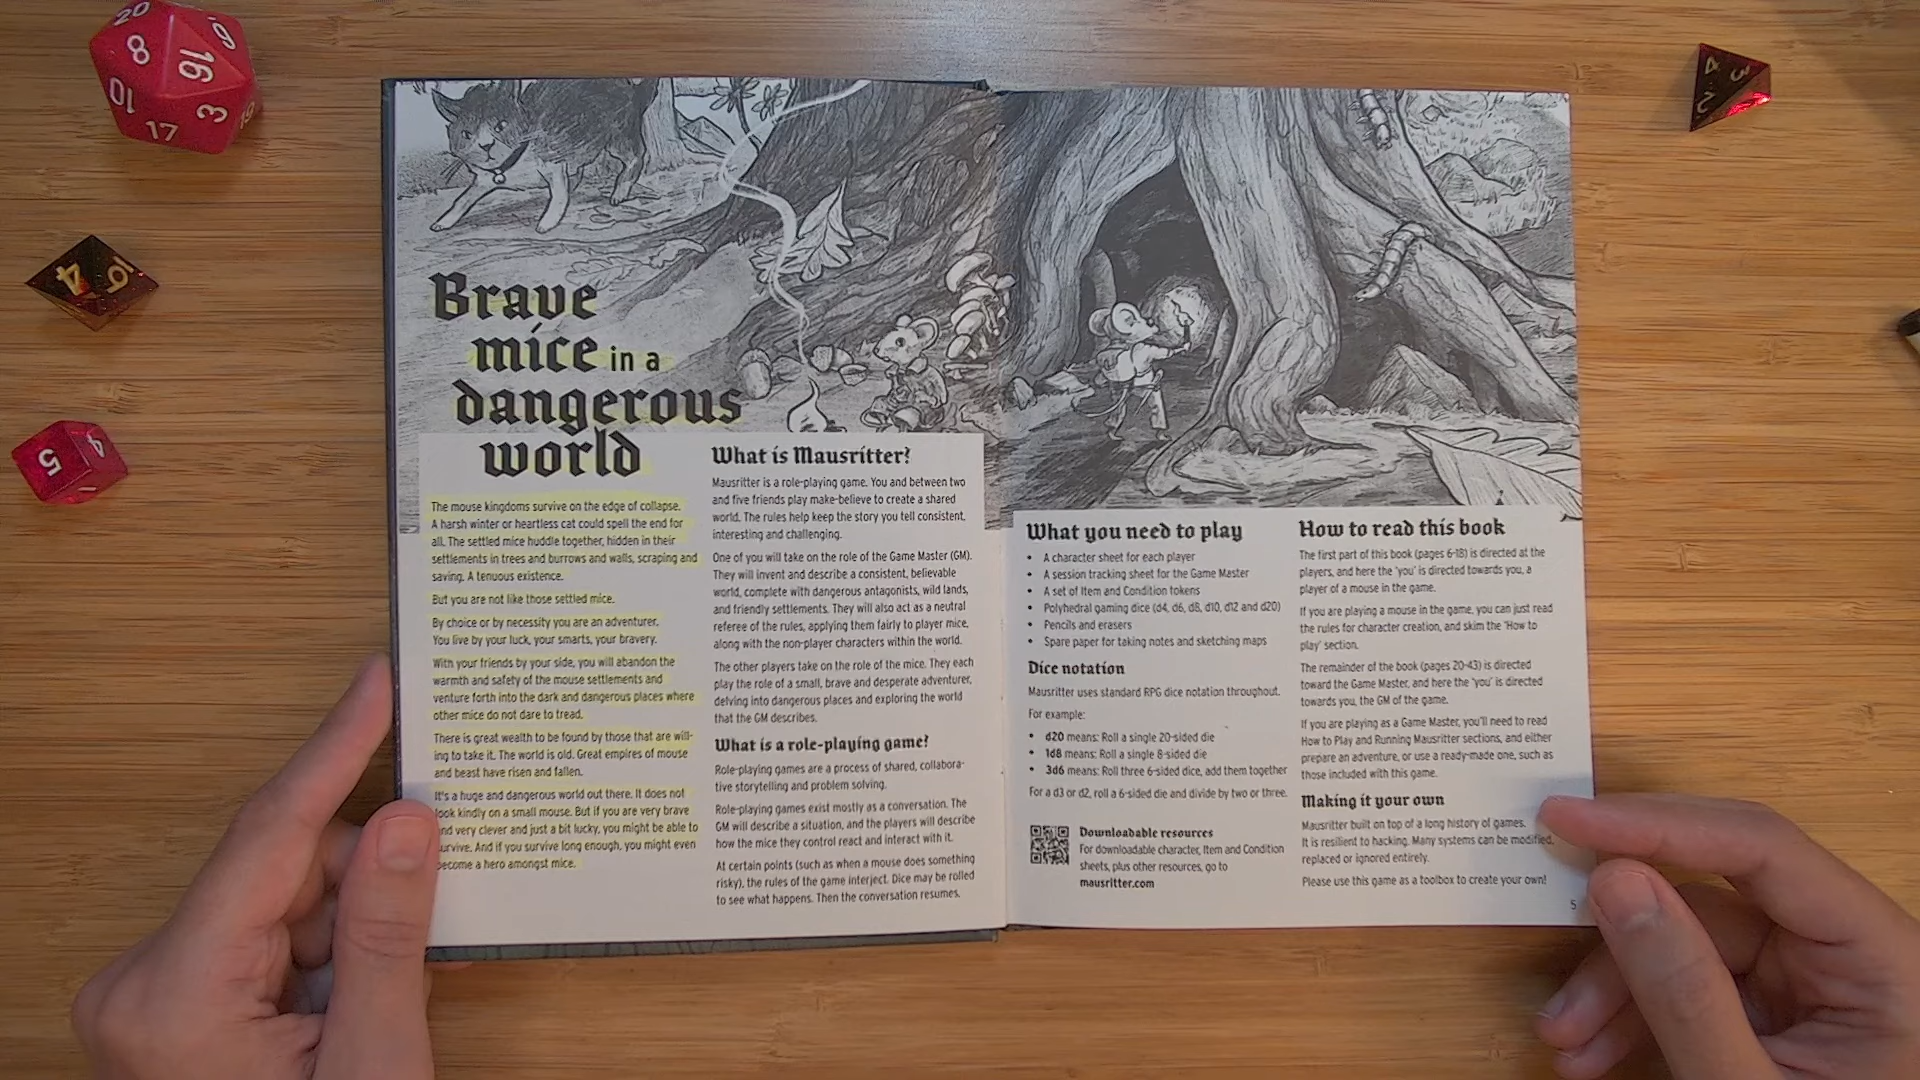 Brave
mice in a
dangerous
world
The mouse kingdoms survive on the edge of collapse.
A harsh winter or heartless cat could spell the end for
all. The settled mice huddle together, hidden in their
settlements in trees and burrows and walls, scraping and
saving. A tenuous existence.
But you are not like those settled mice.
By choice or by necessity you are an adventurer.
You live by your luck, your smarts, your bravery.
With your friends by your side, you will abandon the
warmth and safety of the mouse settlements and
venture forth into the dark and dangerous places where
other mice do not dare to tread.
There is great wealth to be found by those that are will-
ing to take it. The world is old. Great empires of mouse
and beast have risen and fallen.
It's a huge and dangerous world out there. It does not
look kindly on a small mouse. But if you are very brave
and very clever and just a bit lucky, you might be able to
survive. And if you survive long enough, you might even
become a hero amongst mice.
What is Mausritter?
Mausritter is a role-playing game. You and between two
and five friends play make-believe to create a shared
world. The rules help keep the story you tell consistent,
interesting and challenging.
One of you will take on the role of the Game Master (GM).
They will invent and describe a consistent, believable
world, complete with dangerous antagonists, wild lands,
and friendly settlements. They will also act as a neutral
referee of the rules, applying them fairly to player mice,
along with the non-player characters within the world.
The other players take on the role of the mice. They each
play the role of a small, brave and desperate adventurer,
delving into dangerous places and exploring the world
that the GM describes.
What is a role-playing game?
Role-playing games are a process of shared, collabora-
tive storytelling and problem solving.
Role-playing games exist mostly as a conversation. The
GM will describe a situation, and the players will describe
how the mice they control react and interact with it.
At certain points (such as when a mouse does something
risky), the rules of the game interject. Dice may be rolled
to see what happens. Then the conversation resumes.
What you need to play
• A character sheet for each player
• A session tracking sheet for the Game Master
• A set of Item and Condition tokens
• Polyhedral gaming dice (d4, d6, d8, d10, d12 and d20)
• Pencils and erasers
• Spare paper for taking notes and sketching maps
Dice notation
Mausritter uses standard RPG dice notation throughout.
For example:
• d20 means: Roll a single 20-sided die
• 1d8 means: Roll a single 8-sided die
• 3d6 means: Roll three 6-sided dice, add them together
For a d3 or d2, roll a 6-sided die and divide by two or three.
Downloadable resources
For downloadable character, Item and Condition
sheets, plus other resources, go to
mausritter.com
How to read this book
The first part of this book (pages 6-18) is directed at the
players, and here the 'you' is directed towards you, a
player of a mouse in the game.
If you are playing a mouse in the game, you can just read
the rules for character creation, and skim the 'How to
play' section.
The remainder of the book (pages 20-43) is directed
toward the Game Master, and here the 'you' is directed
towards you, the GM of the game.
If you are playing as a Game Master, you'll need to read
How to Play and Running Mausritter sections, and either
prepare an adventure, or use a ready-made one, such as
those included with this game.
Making it your own
Mausritter built on top of a long history of games.
It is resilient to hacking. Many systems can be modified,
replaced or ignored entirely.
Please use this game as a toolbox to create your own!
5
20
8
16
10
3
17
19
4
10
5
4
4
3
2